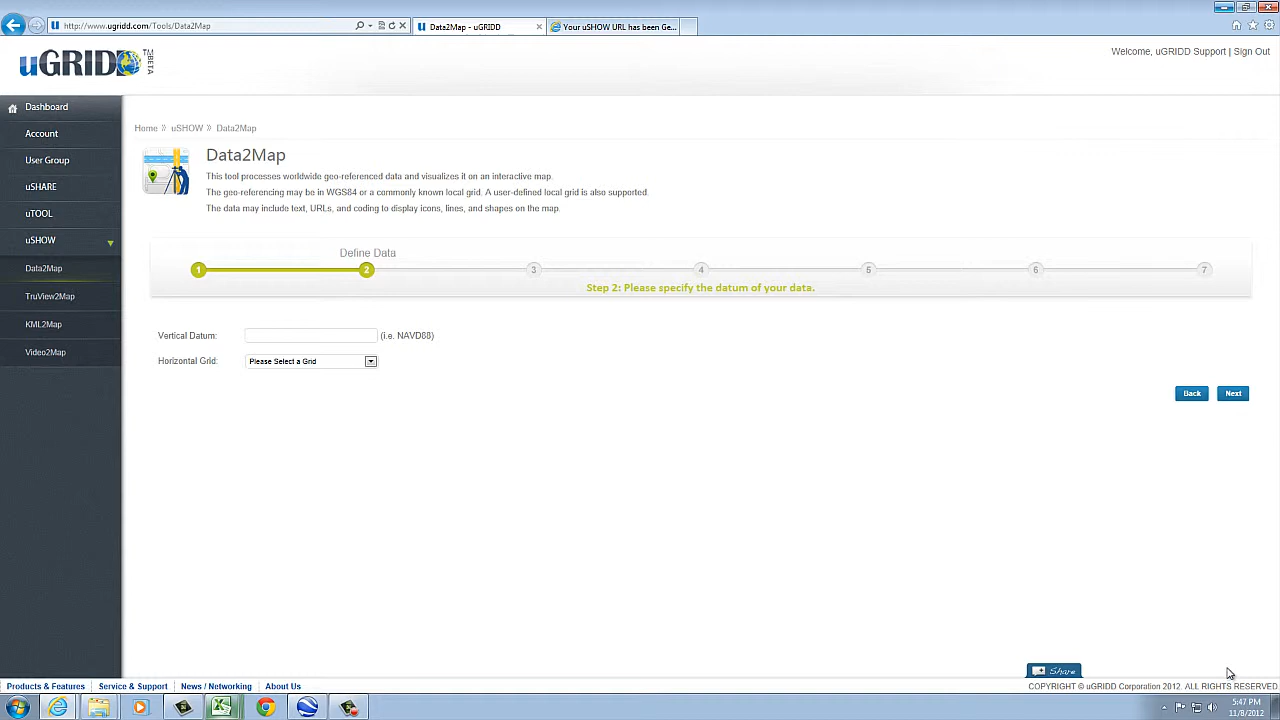 http://www.ugridd.com/Tools/Data2Map
Data2Map - uGRIDD
Your uSHOW URL has been Ge...
uGRIDD TM BETA
Welcome, uGRIDD Support | Sign Out
Dashboard
Account
User Group
uSHARE
uTOOL
uSHOW
Data2Map
TruView2Map
KML2Map
Video2Map
Home » uSHOW » Data2Map
Data2Map
This tool processes worldwide geo-referenced data and visualizes it on an interactive map.
The geo-referencing may be in WGS84 or a commonly known local grid. A user-defined local grid is also supported.
The data may include text, URLs, and coding to display icons, lines, and shapes on the map.
Define Data
1 2 3 4 5 6 7
Step 2: Please specify the datum of your data.
Vertical Datum: (i.e. NAVD88)
Horizontal Grid: Please Select a Grid
Back Next
Share
Products & Features Service & Support News / Networking About Us
COPYRIGHT © uGRIDD Corporation 2012. ALL RIGHTS RESERVED
5:47 PM
11/8/2012